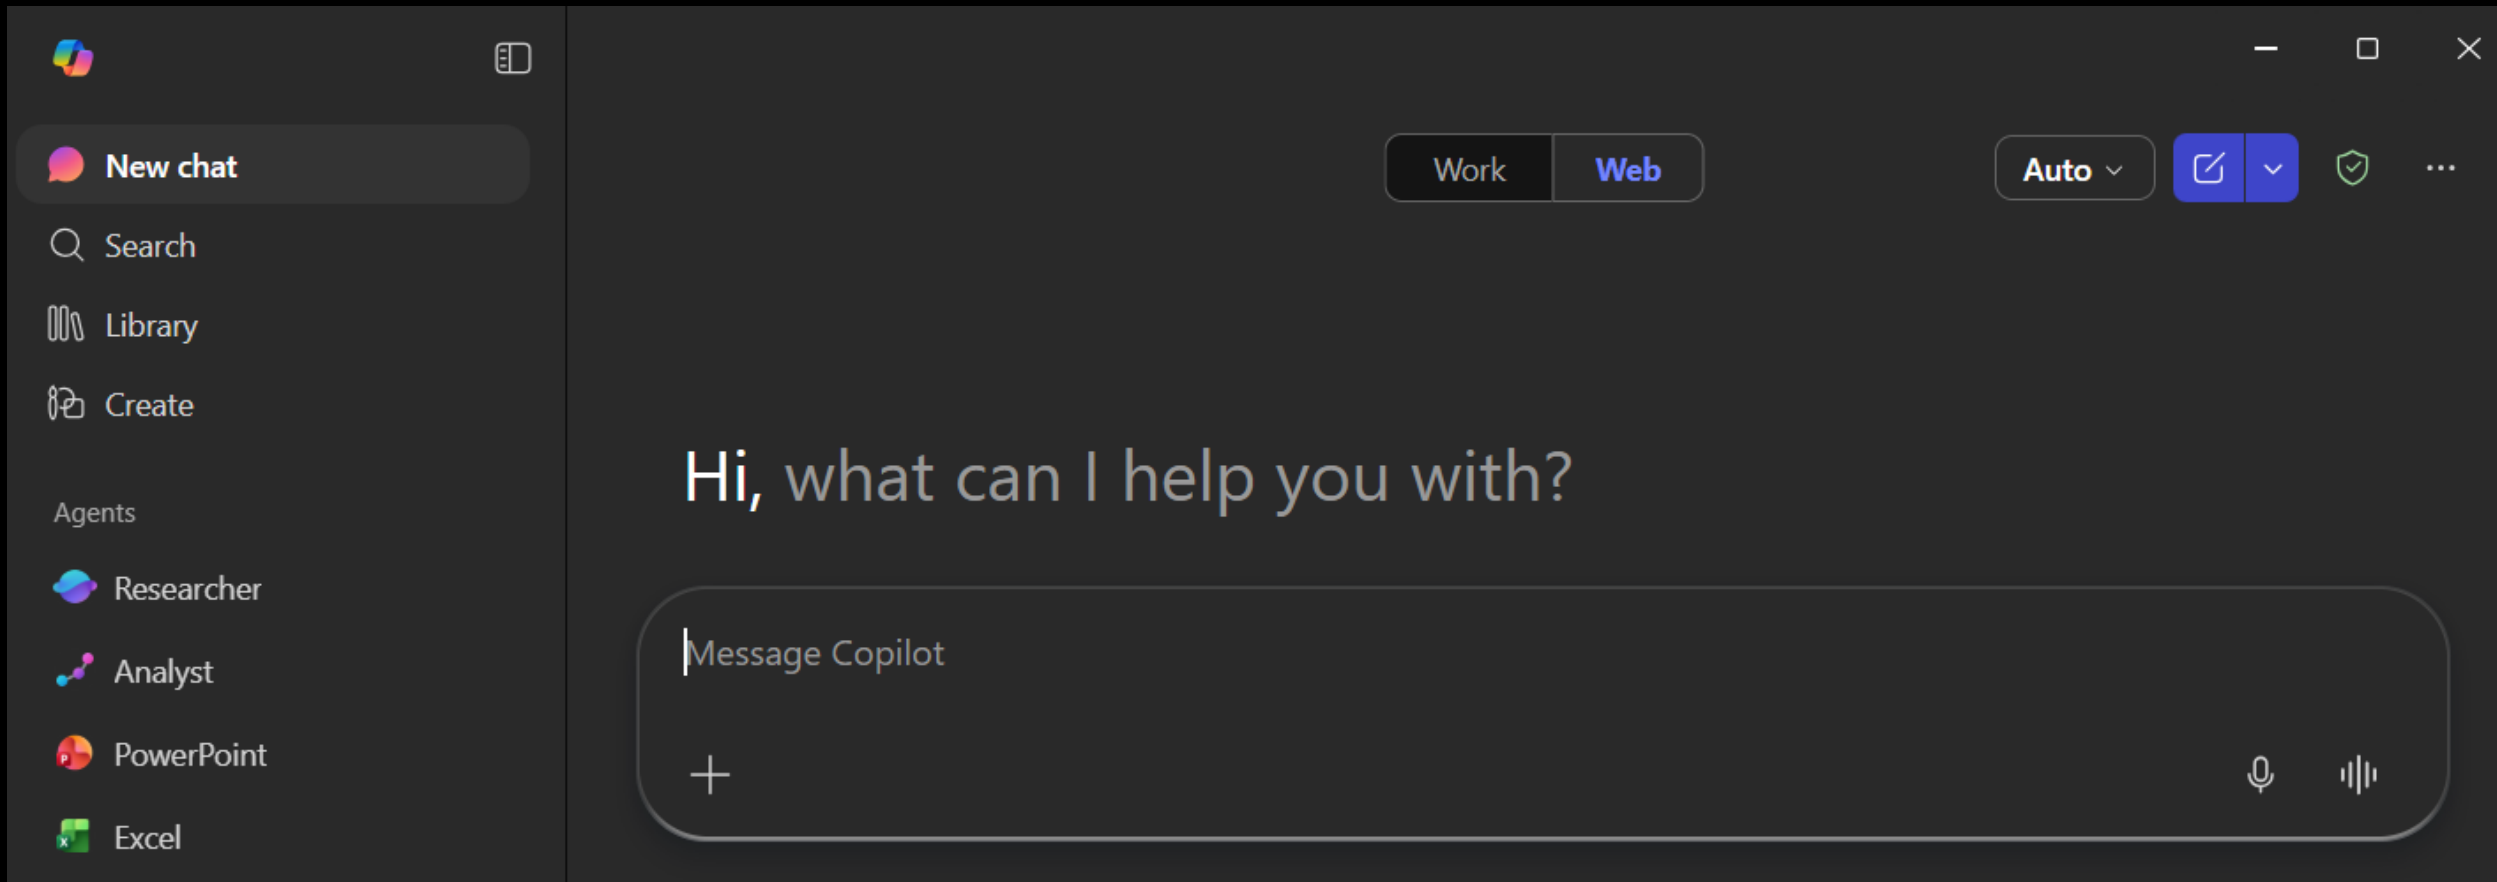 New chat
Search
Library
Create
Agents
Researcher
Analyst
PowerPoint
Excel
Work Web
Auto
Hi, what can I help you with?
Message Copilot